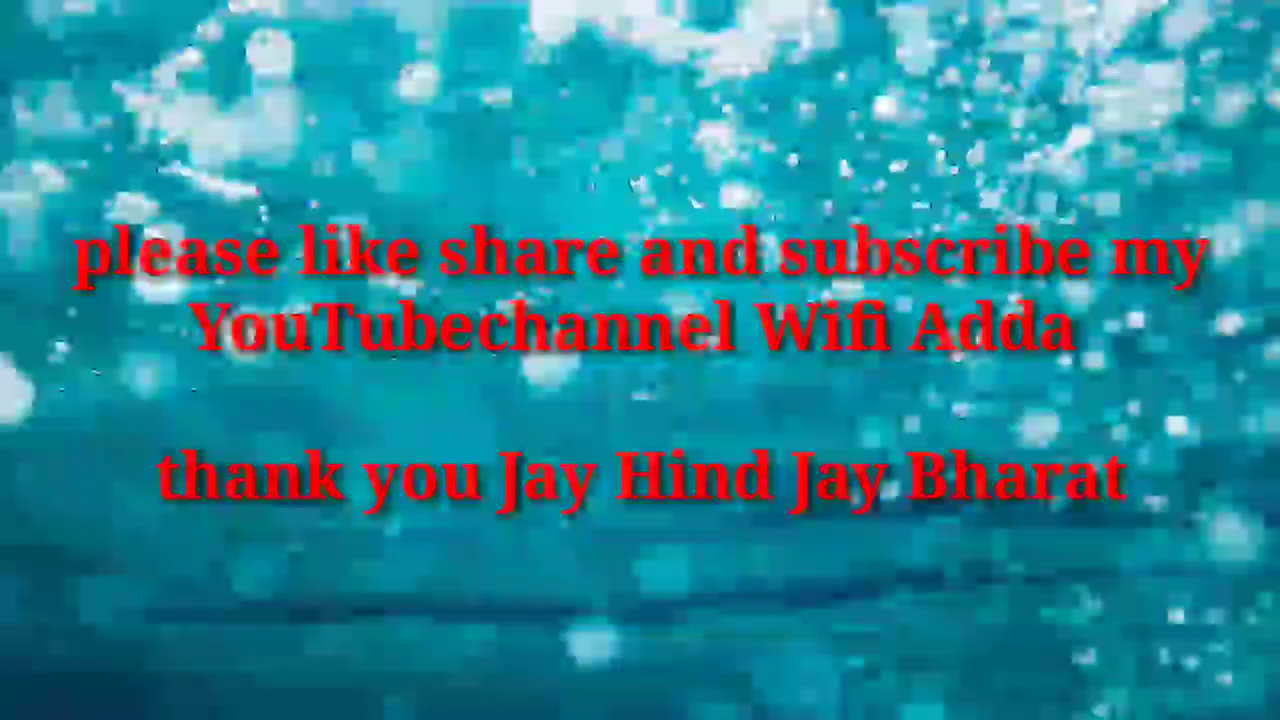 please like share and subscribe my
YouTubechannel Wifi Adda
thank you Jay Hind Jay Bharat